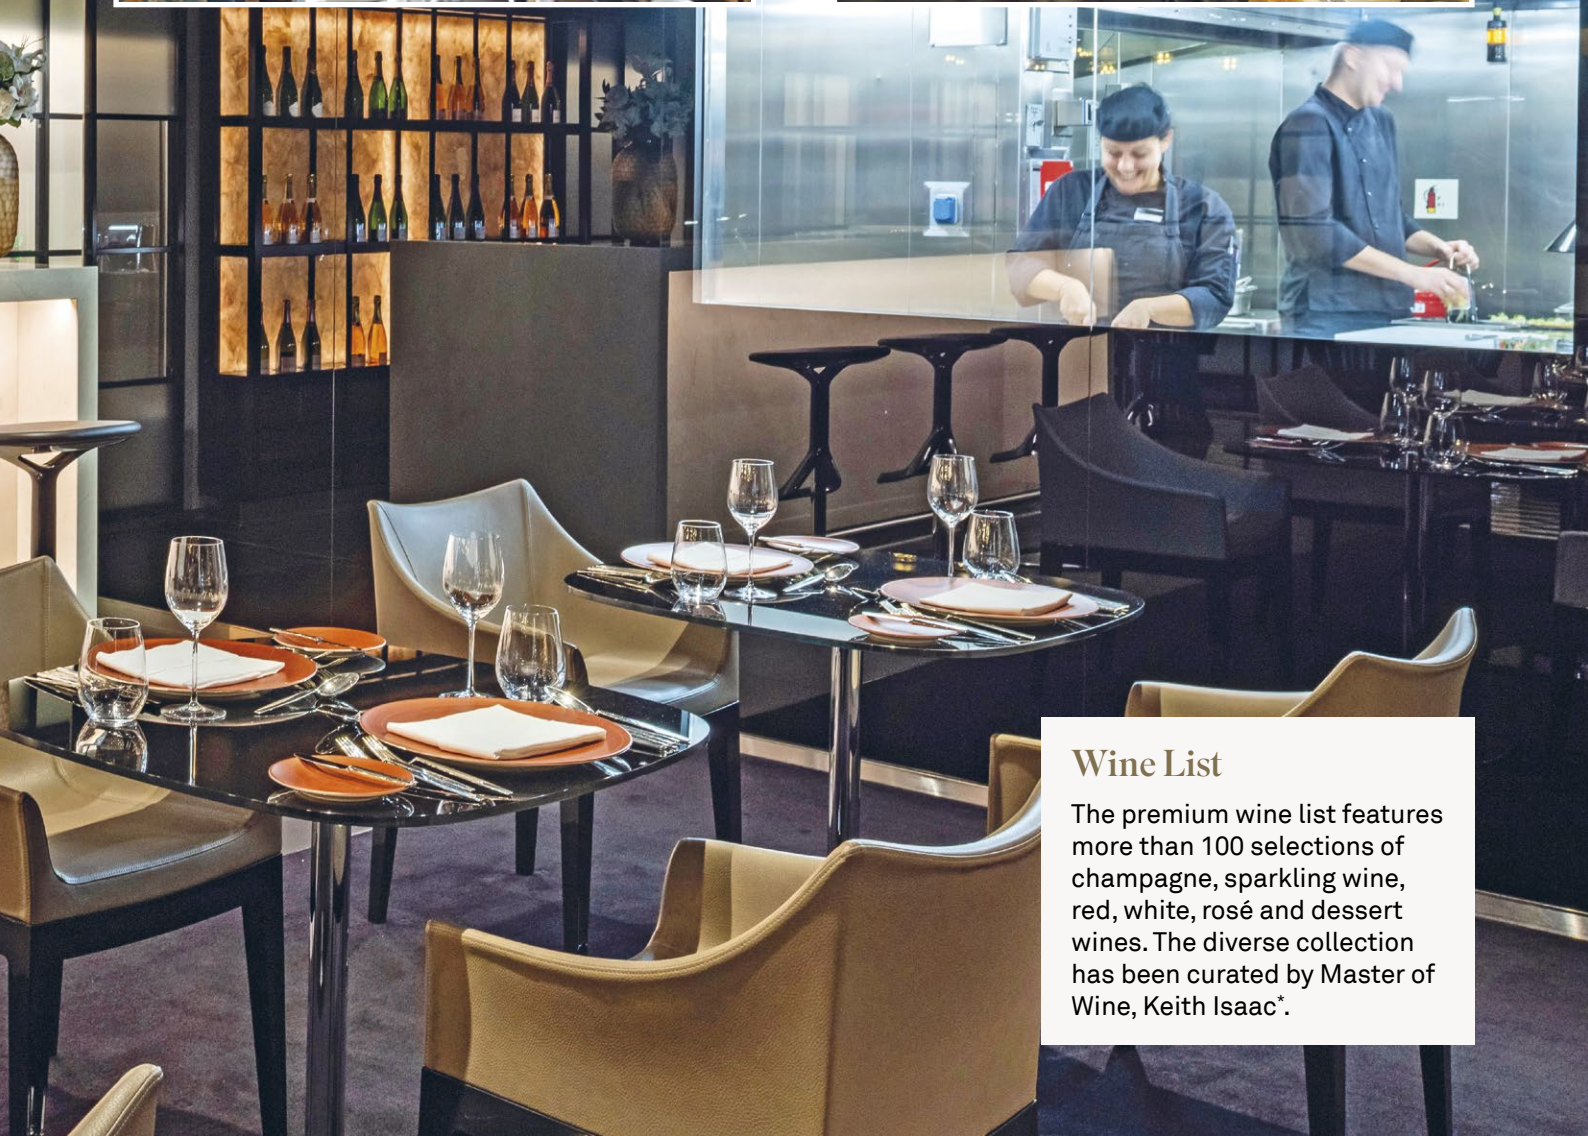 Wine List
The premium wine list features
more than 100 selections of
champagne, sparkling wine,
red, white, rosé and dessert
wines. The diverse collection
has been curated by Master of
Wine, Keith Isaac*.